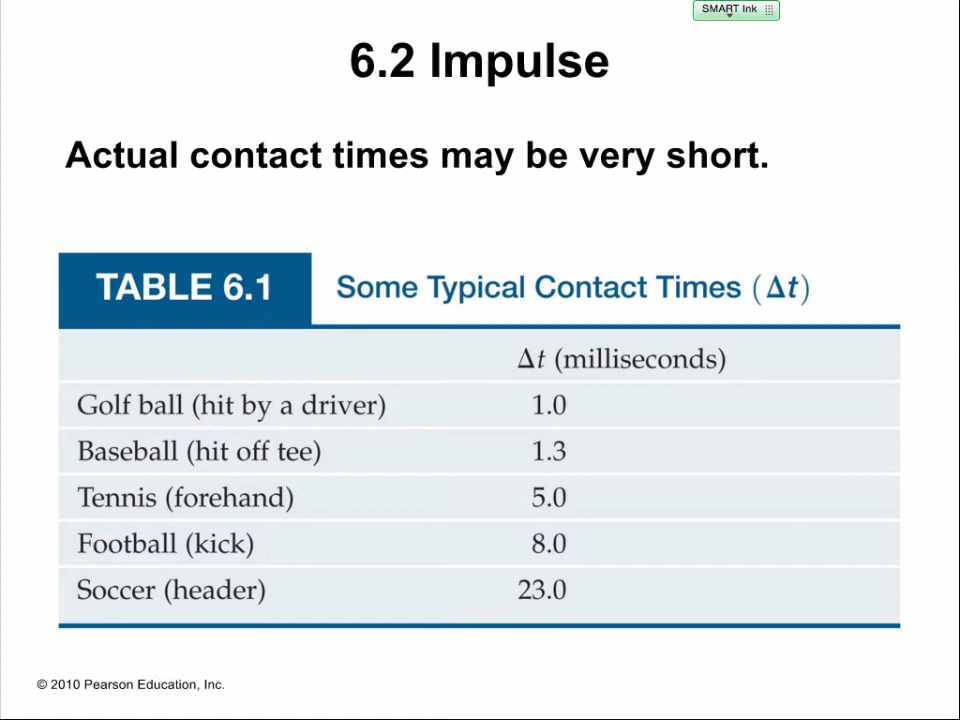 SMART Ink
6.2 Impulse
Actual contact times may be very short.
TABLE 6.1 Some Typical Contact Times (Δt)
Δt (milliseconds)
Golf ball (hit by a driver) 1.0
Baseball (hit off tee) 1.3
Tennis (forehand) 5.0
Football (kick) 8.0
Soccer (header) 23.0
© 2010 Pearson Education, Inc.